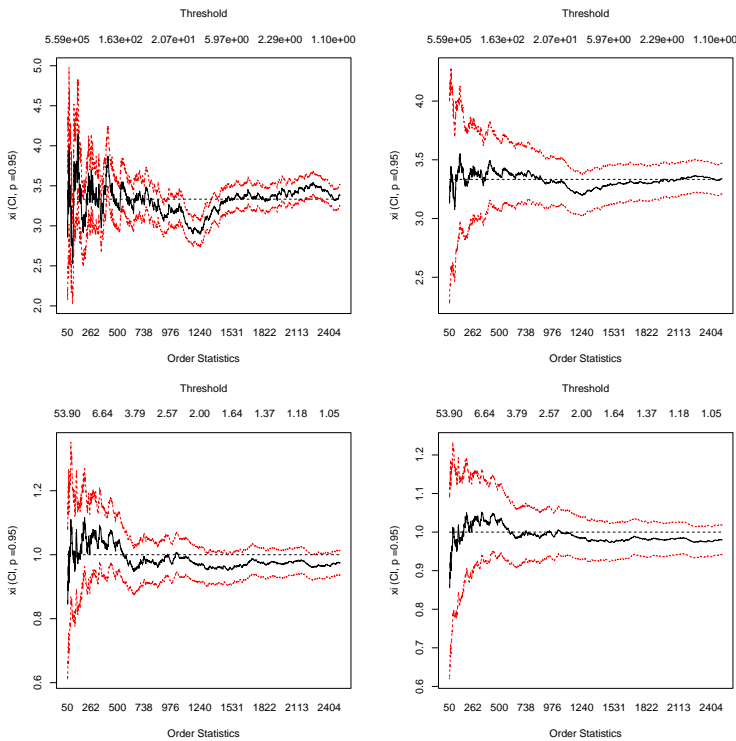 Threshold
5.59e+05 1.63e+02 2.07e+01 5.97e+00 2.29e+00 1.10e+00
xi (CI, p =0.95)
5.0
4.5
4.0
3.5
3.0
2.5
2.0
50 262 500 738 976 1240 1531 1822 2113 2404
Order Statistics
Threshold
5.59e+05 1.63e+02 2.07e+01 5.97e+00 2.29e+00 1.10e+00
xi (CI, p =0.95)
4.0
3.5
3.0
2.5
50 262 500 738 976 1240 1531 1822 2113 2404
Order Statistics
Threshold
53.90 6.64 3.79 2.57 2.00 1.64 1.37 1.18 1.05
xi (CI, p =0.95)
1.2
1.0
0.8
0.6
50 262 500 738 976 1240 1531 1822 2113 2404
Order Statistics
Threshold
53.90 6.64 3.79 2.57 2.00 1.64 1.37 1.18 1.05
xi (CI, p =0.95)
1.2
1.1
1.0
0.9
0.8
0.7
0.6
50 262 500 738 976 1240 1531 1822 2113 2404
Order Statistics